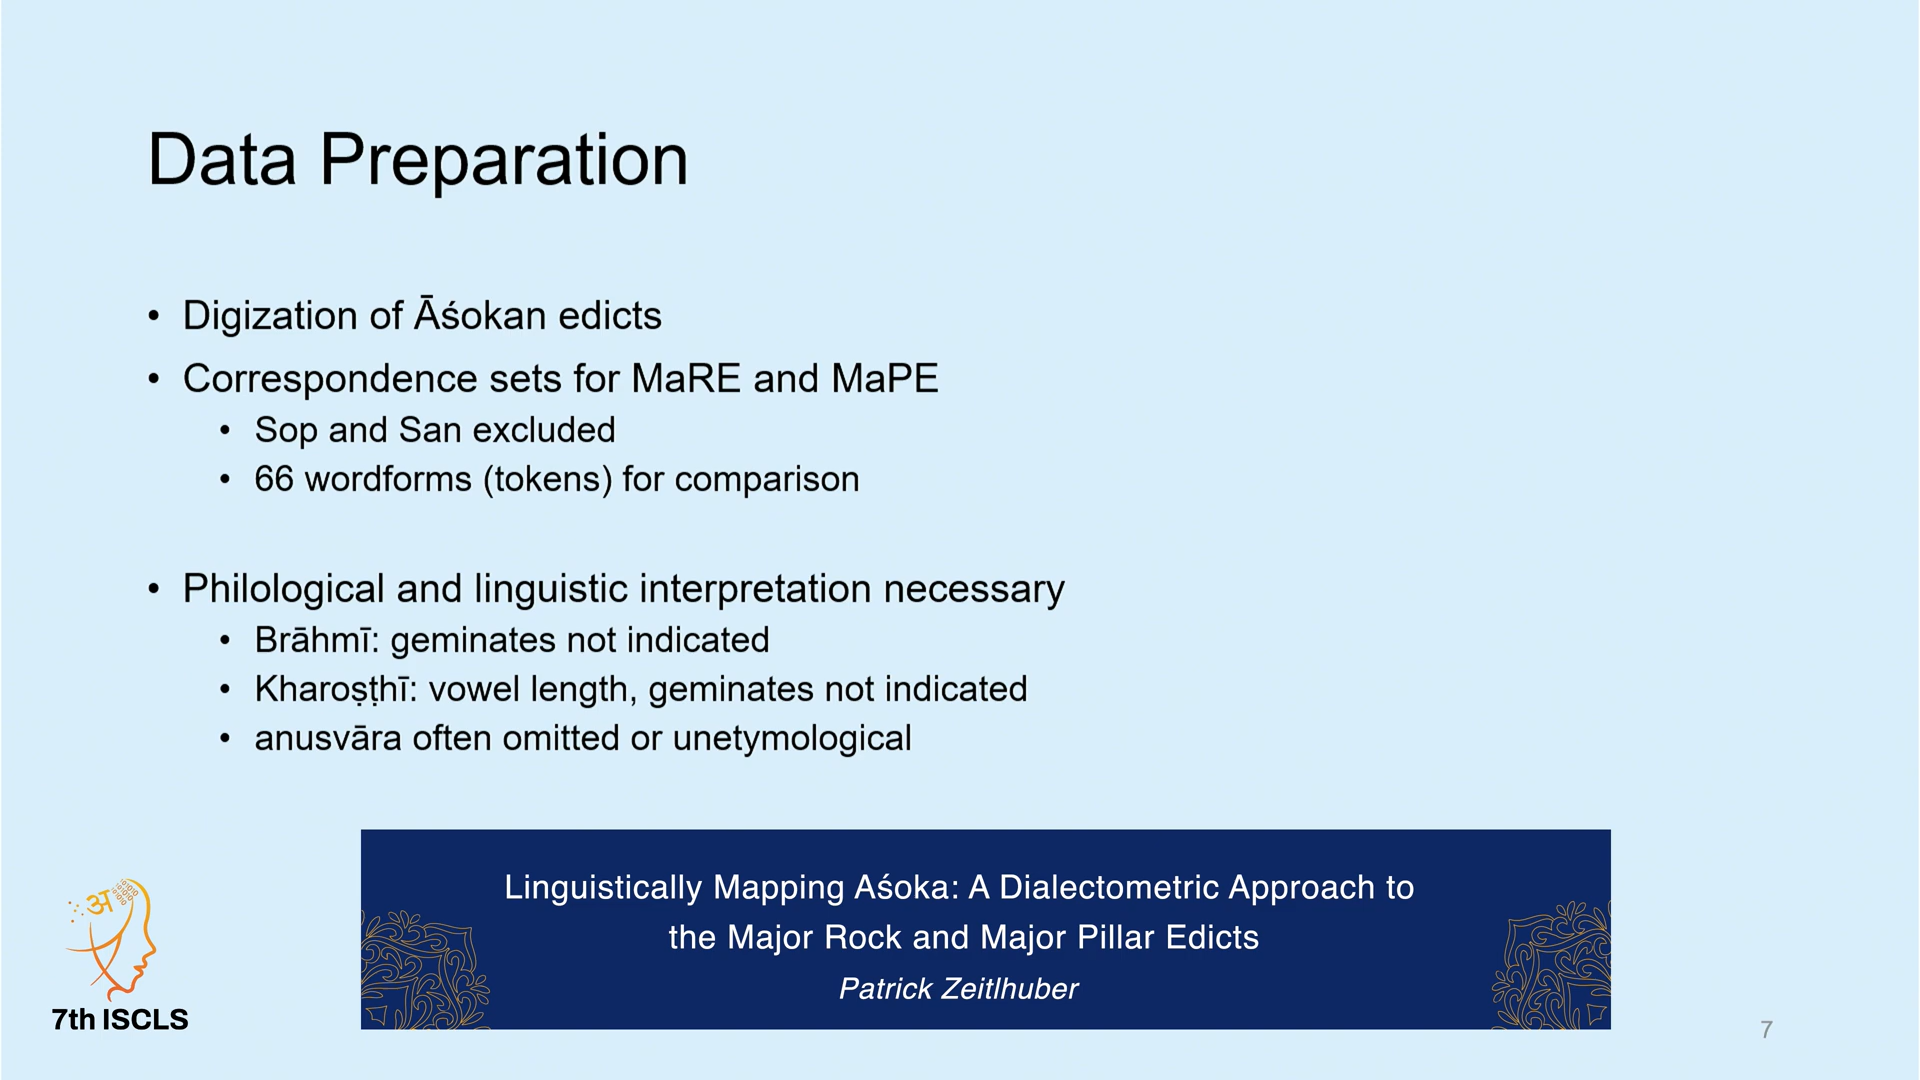 Data Preparation
• Digization of Āśokan edicts
• Correspondence sets for MaRE and MaPE
• Sop and San excluded
• 66 wordforms (tokens) for comparison
• Philological and linguistic interpretation necessary
• Brāhmī: geminates not indicated
• Kharoṣṭhī: vowel length, geminates not indicated
• anusvāra often omitted or unetymological
Linguistically Mapping Aśoka: A Dialectometric Approach to
the Major Rock and Major Pillar Edicts
Patrick Zeitlhuber
अ
7th ISCLS
7